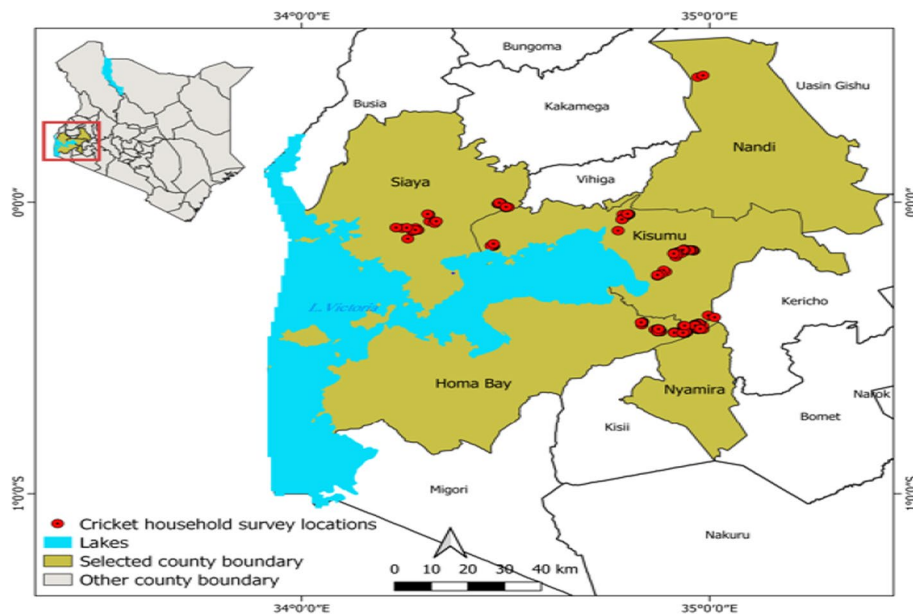 34°0'0"E 35°0'0"E
Bungoma
Uasin Gishu
Busia
Kakamega
Nandi
Siaya
Vihiga
0°0'0" 0°0'0"
Kisumu
Kericho
L.Victoria
Homa Bay
Nyamira
Narok
Kisii
Bomet
Migori
1°0'0"S 1°0'0"S
Nakuru
Cricket household survey locations
Lakes
Selected county boundary
Other county boundary
0 10 20 30 40 km
34°0'0"E 35°0'0"E